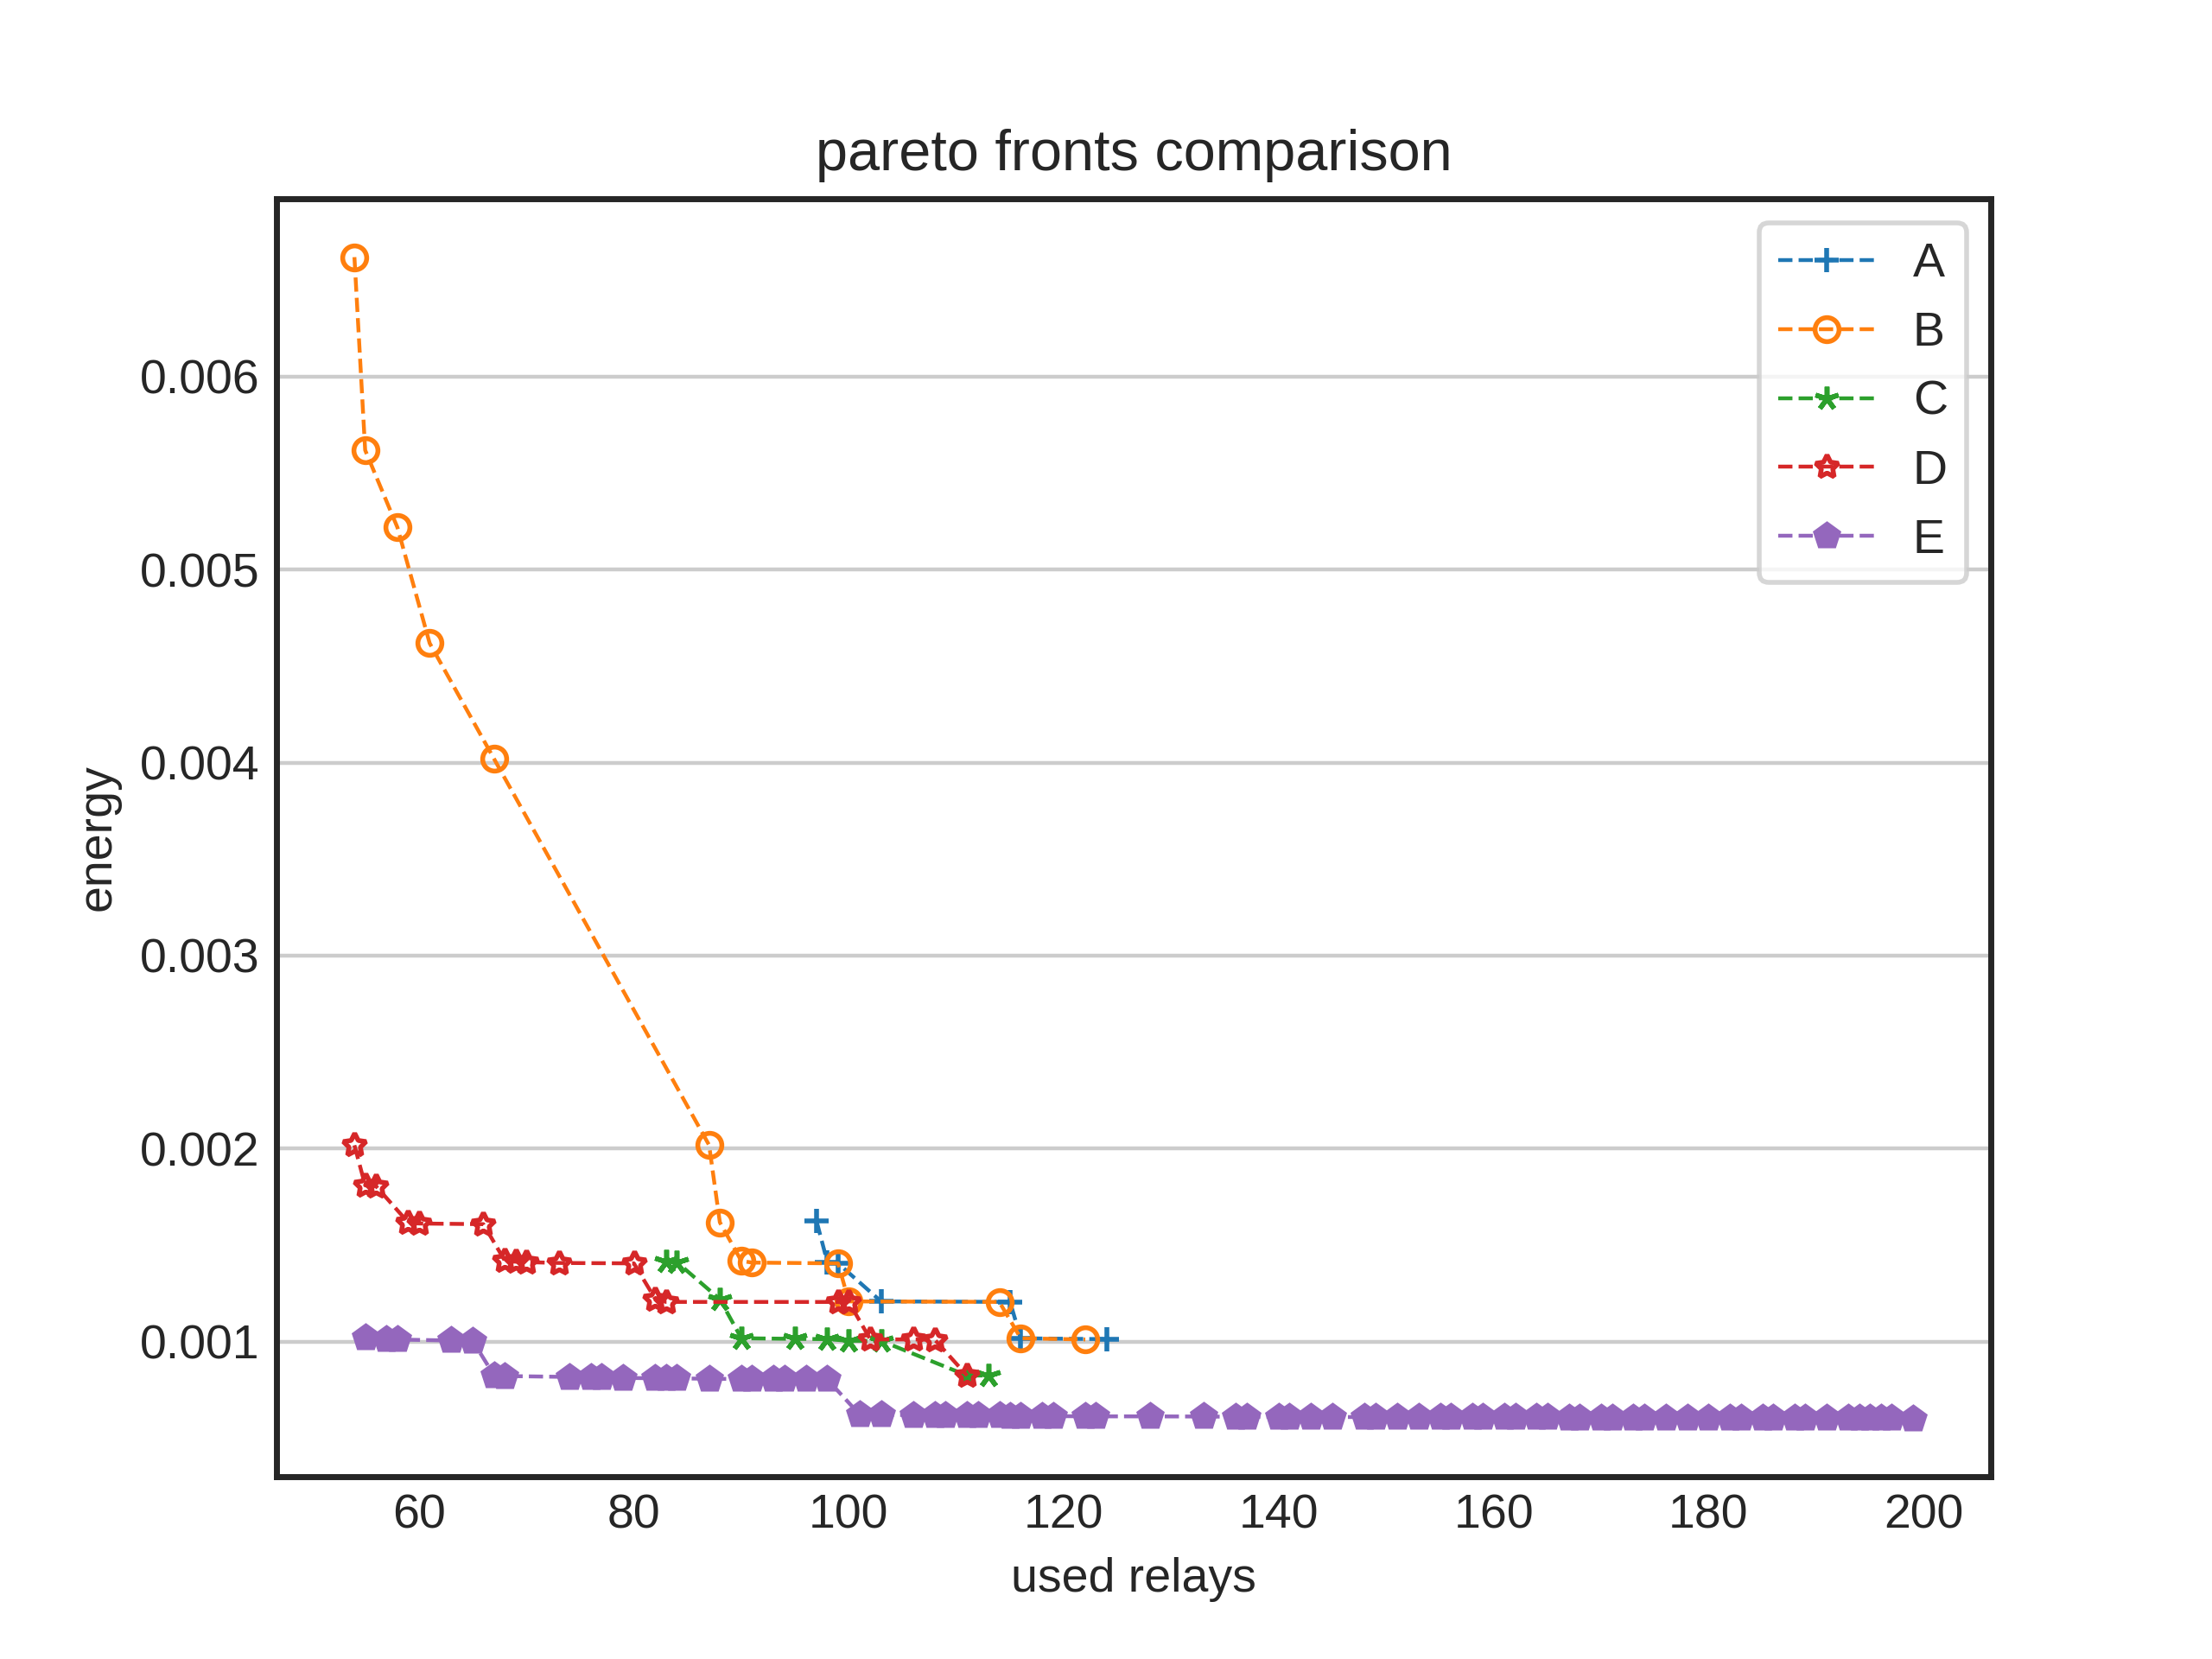 pareto fronts comparison
A
B
C
D
E
0.006
0.005
0.004
0.003
0.002
0.001
energy
60 80 100 120 140 160 180 200
used relays